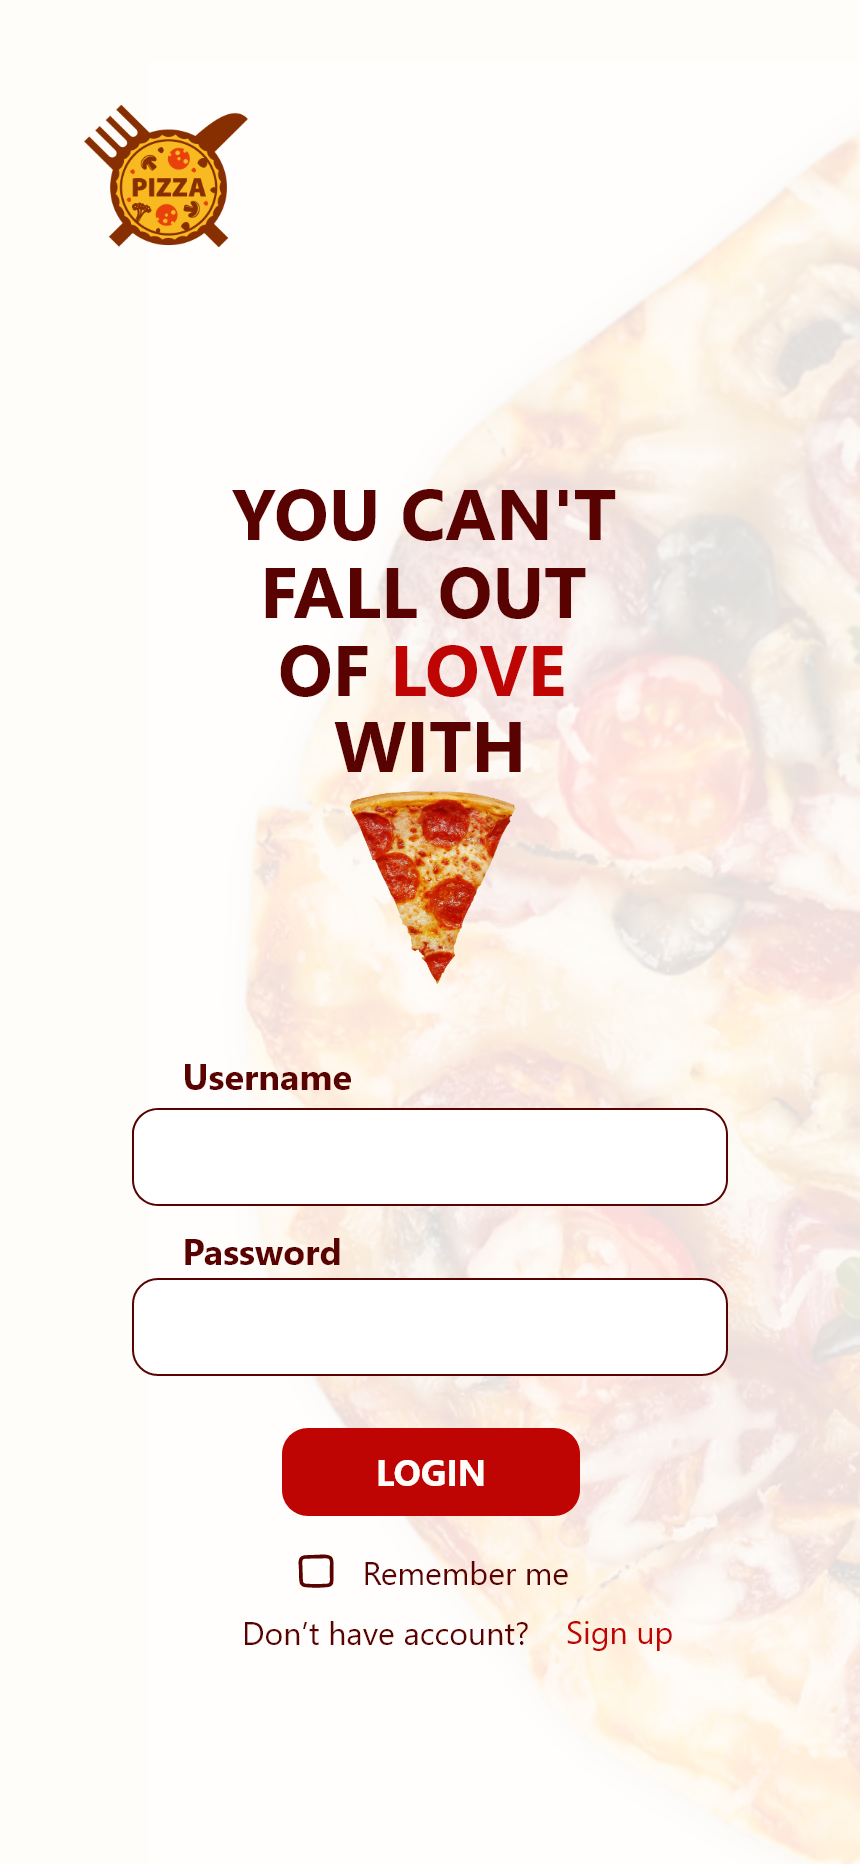 PIZZA
YOU CAN'T
FALL OUT
OF LOVE
WITH
Username
Password
LOGIN
Remember me
Don’t have account? Sign up